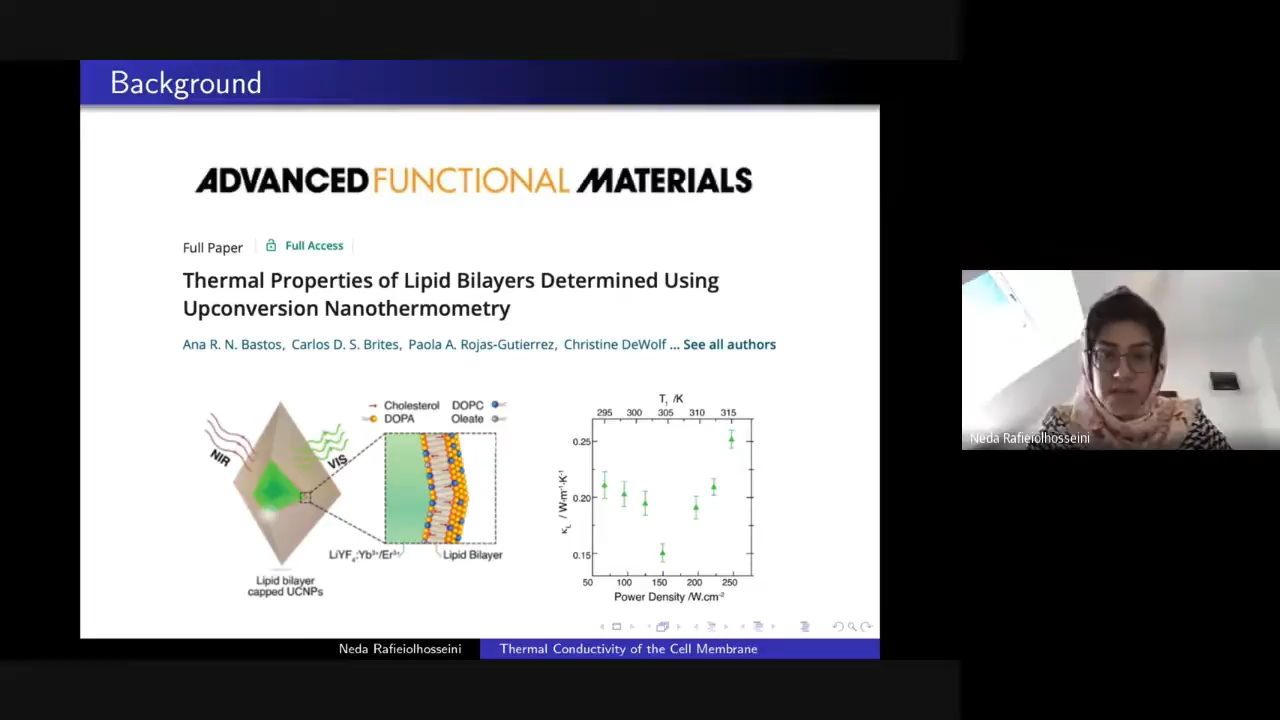 Background
ADVANCED FUNCTIONAL MATERIALS
Full Paper Full Access
Thermal Properties of Lipid Bilayers Determined Using
Upconversion Nanothermometry
Ana R. N. Bastos, Carlos D. S. Brites, Paola A. Rojas-Gutierrez, Christine DeWolf ... See all authors
Cholesterol DOPC
DOPA Oleate
NIR
VIS
LiYF₄:Yb³⁺/Er³⁺
Lipid Bilayer
Lipid bilayer
capped UCNPs
Tᵢ /K
295 300 305 310 315
0.25
0.20
0.15
κL / W·m⁻¹·K⁻¹
50 100 150 200 250
Power Density /W.cm⁻²
Neda Rafieiolhosseini
Thermal Conductivity of the Cell Membrane
Neda Rafieiolhosseini